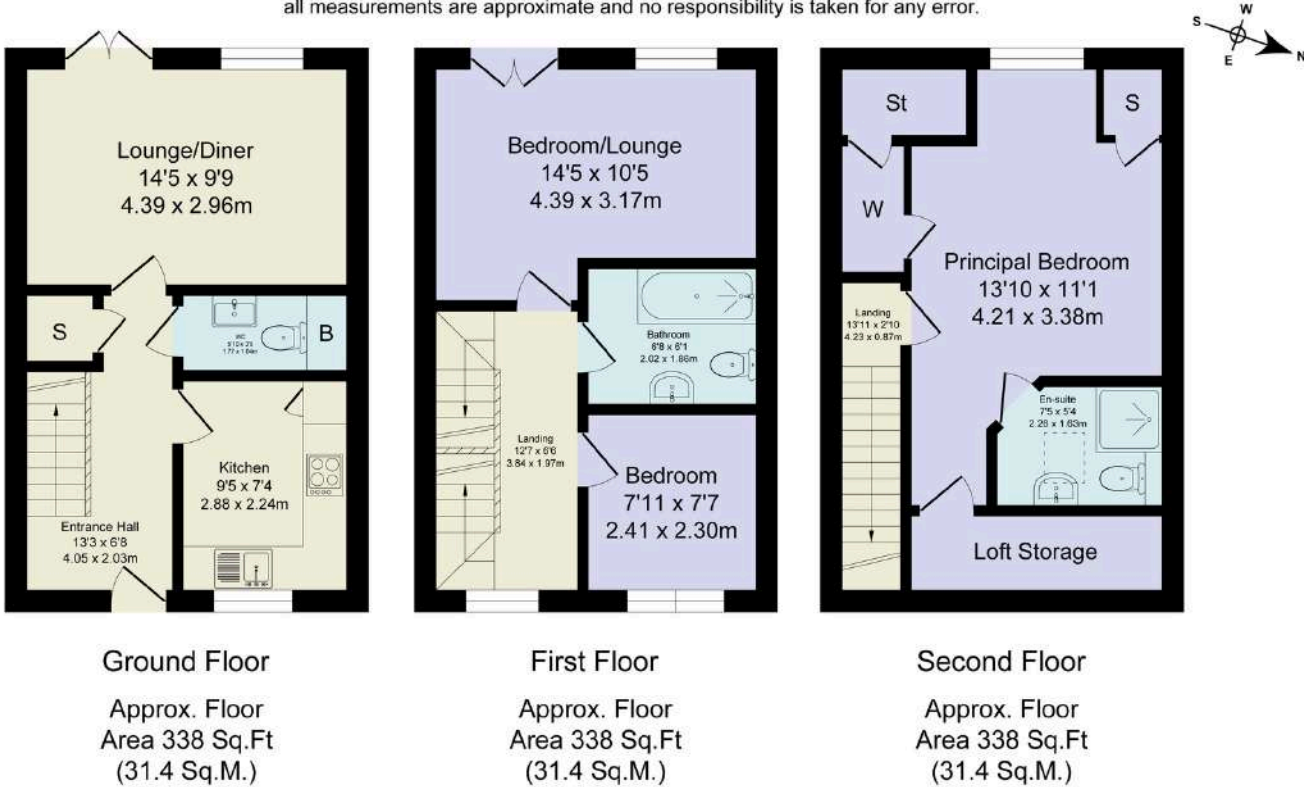 all measurements are approximate and no responsibility is taken for any error.
W
S
N
E
Lounge/Diner
14'5 x 9'9
4.39 x 2.96m
S
B
Kitchen
9'5 x 7'4
2.88 x 2.24m
Entrance Hall
13'3 x 6'8
4.05 x 2.03m
Ground Floor
Approx. Floor
Area 338 Sq.Ft
(31.4 Sq.M.)
Bedroom/Lounge
14'5 x 10'5
4.39 x 3.17m
Bathroom
6'8 x 6'1
2.02 x 1.86m
Landing
12'7 x 6'6
3.84 x 1.97m
Bedroom
7'11 x 7'7
2.41 x 2.30m
First Floor
Approx. Floor
Area 338 Sq.Ft
(31.4 Sq.M.)
St
S
W
Principal Bedroom
13'10 x 11'1
4.21 x 3.38m
Landing
13'11 x 2'10
4.23 x 0.87m
En-suite
7'5 x 5'4
2.26 x 1.63m
Loft Storage
Second Floor
Approx. Floor
Area 338 Sq.Ft
(31.4 Sq.M.)